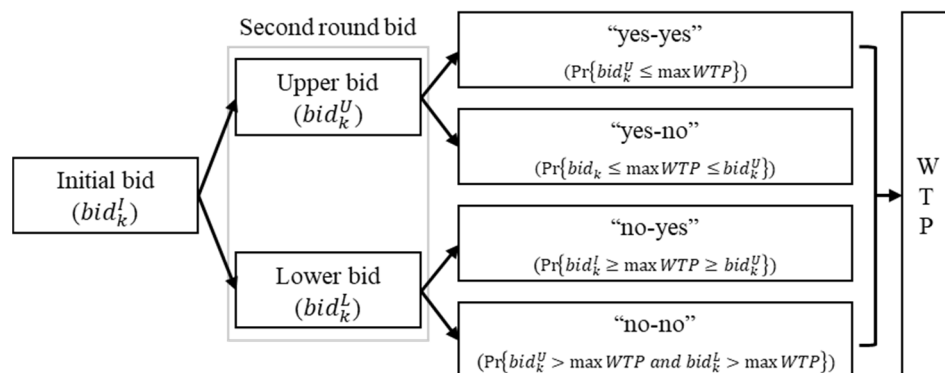 Second round bid
Initial bid
(bid_k^I)
Upper bid
(bid_k^U)
Lower bid
(bid_k^L)
“yes-yes”
(Pr{bid_k^U ≤ max WTP})
“yes-no”
(Pr{bid_k ≤ max WTP ≤ bid_k^U})
“no-yes”
(Pr{bid_k^I ≥ max WTP ≥ bid_k^U})
“no-no”
(Pr{bid_k^U > max WTP and bid_k^L > max WTP})
W
T
P